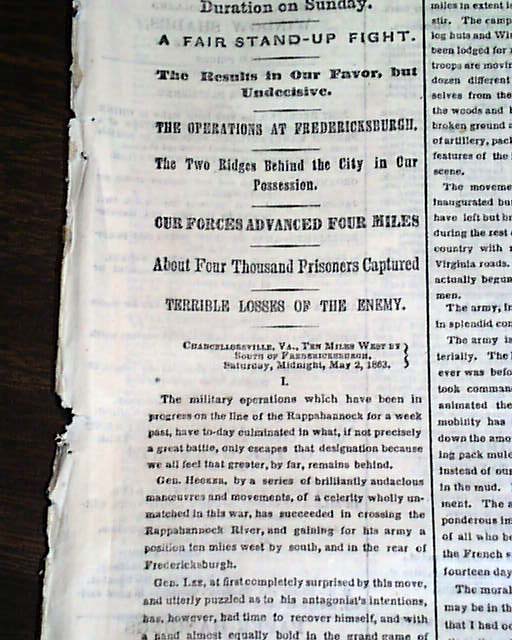 Duration on Sunday.
A FAIR STAND-UP FIGHT.
The Results in Our Favor, but
Undecisive.
THE OPERATIONS AT FREDERICKSBURGH.
The Two Ridges Behind the City in Our
Possession.
OUR FORCES ADVANCED FOUR MILES
About Four Thousand Prisoners Captured
TERRIBLE LOSSES OF THE ENEMY.
CHANCELLORSVILLE, VA., TEN MILES WEST BY
SOUTH OF FREDERICKSBURGH,
Saturday, Midnight, May 2, 1863.
I.
The military operations which have been in
progress on the line of the Rappahannock for a week
past, have to-day culminated in what, if not precisely
a great battle, only escapes that designation because
we all feel that greater, by far, remains behind.
Gen. HOOKER, by a series of brilliantly audacious
manœuvres and movements, of a celerity wholly un-
matched in this war, has succeeded in crossing the
Rappahannock River, and gaining for his army a
position ten miles west by south, and in the rear of
Fredericksburgh.
Gen. LEE, at first completely surprised by this move,
and utterly puzzled as to his antagonist's intentions,
has, however, had time to recover himself, and with
a hand almost equally bold in the grand game of
miles in extent
stir. The camp
log huts and Win
been lodged for
troops are movin
dozen different
selves from the
the woods and
broken ground
of artillery, pack
features of the
scene.
The moveme
inaugurated bu
have left but br
during the rest
country with
Virginia roads.
actually begun
men.
The army, in
in splendid con
The army is
terially. The
ever was befo
took comman
animated the
mobility has
down the amo
ing pack mule
instead of our
in the mud.
ment. The a
ponderous im
of all who be
the French s
fourteen day
The moral
may be in th
that I had oc